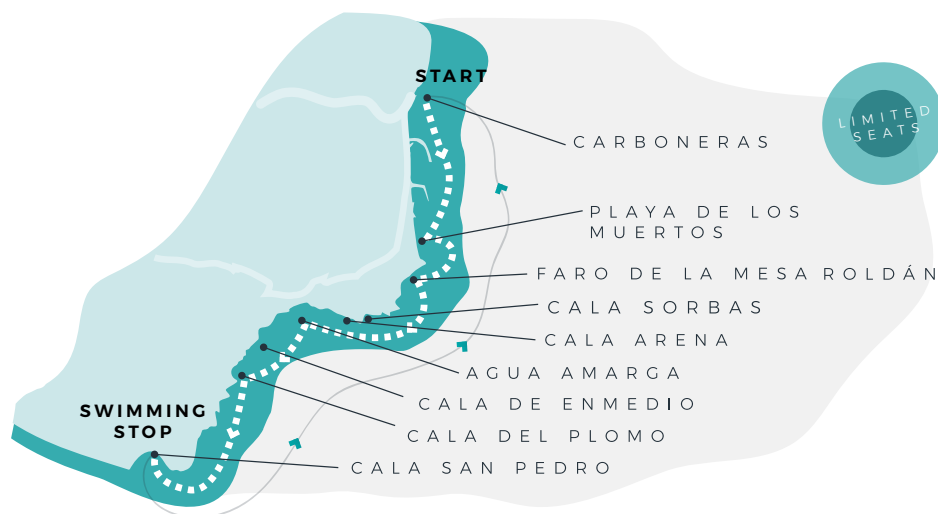 START
LIMITED
SEATS
CARBONERAS
PLAYA DE LOS
MUERTOS
FARO DE LA MESA ROLDÁN
CALA SORBAS
CALA ARENA
AGUA AMARGA
CALA DE ENMEDIO
SWIMMING
STOP
CALA DEL PLOMO
CALA SAN PEDRO